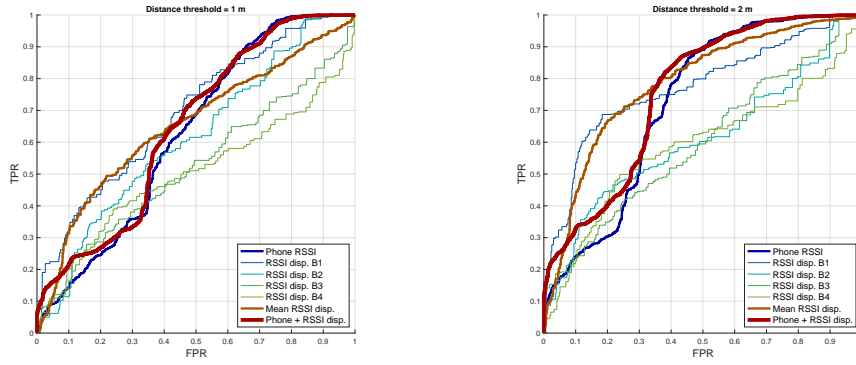 Distance threshold = 1 m
1
0.9
0.8
0.7
0.6
0.5
0.4
0.3
0.2
0.1
0
TPR
Phone RSSI
RSSI disp. B1
RSSI disp. B2
RSSI disp. B3
RSSI disp. B4
Mean RSSI disp.
Phone + RSSI disp.
0 0.1 0.2 0.3 0.4 0.5 0.6 0.7 0.8 0.9 1
FPR
Distance threshold = 2 m
1
0.9
0.8
0.7
0.6
0.5
0.4
0.3
0.2
0.1
0
TPR
Phone RSSI
RSSI disp. B1
RSSI disp. B2
RSSI disp. B3
RSSI disp. B4
Mean RSSI disp.
Phone + RSSI disp.
0 0.1 0.2 0.3 0.4 0.5 0.6 0.7 0.8 0.9
FPR